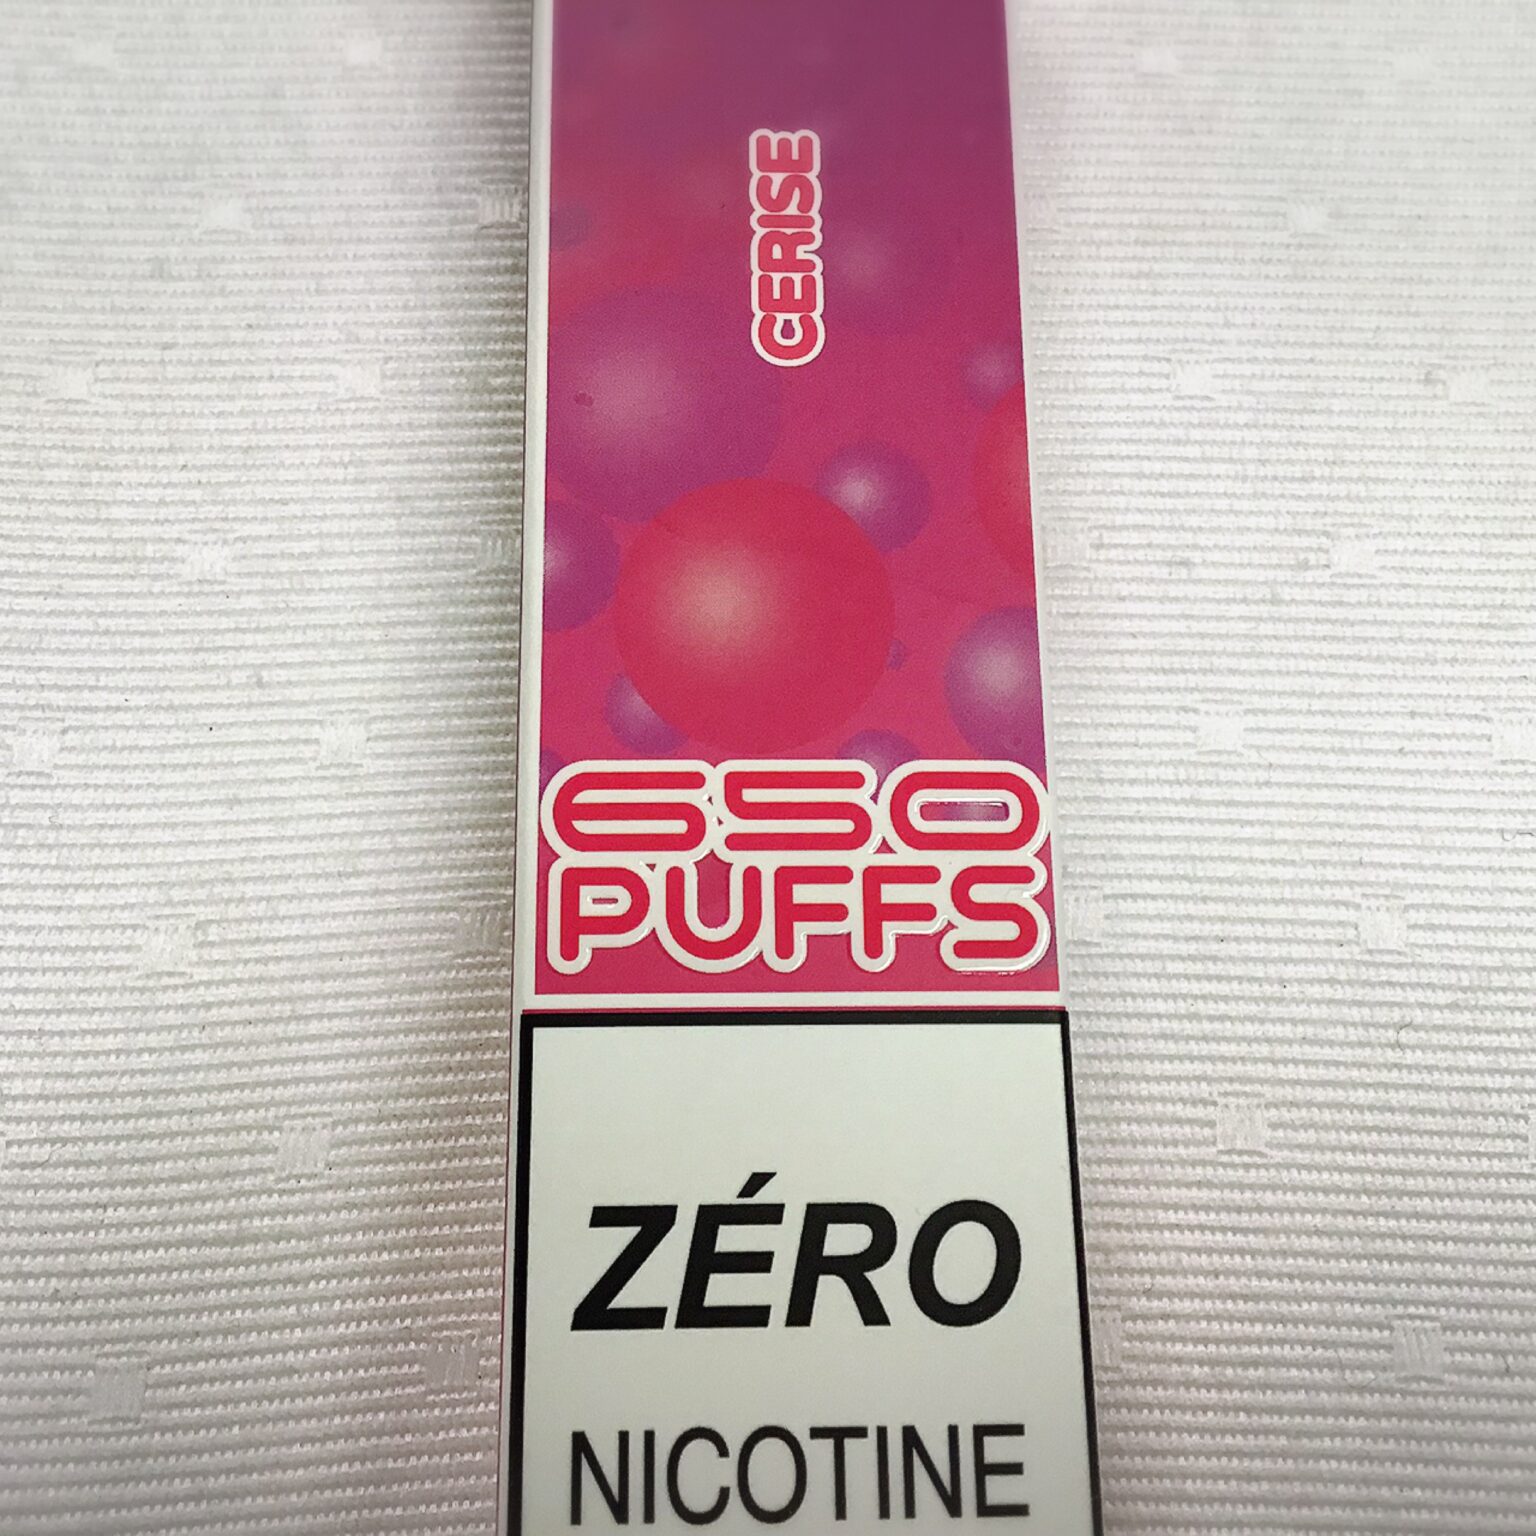 CERISE
650
PUFFS
ZÉRO
NICOTINE